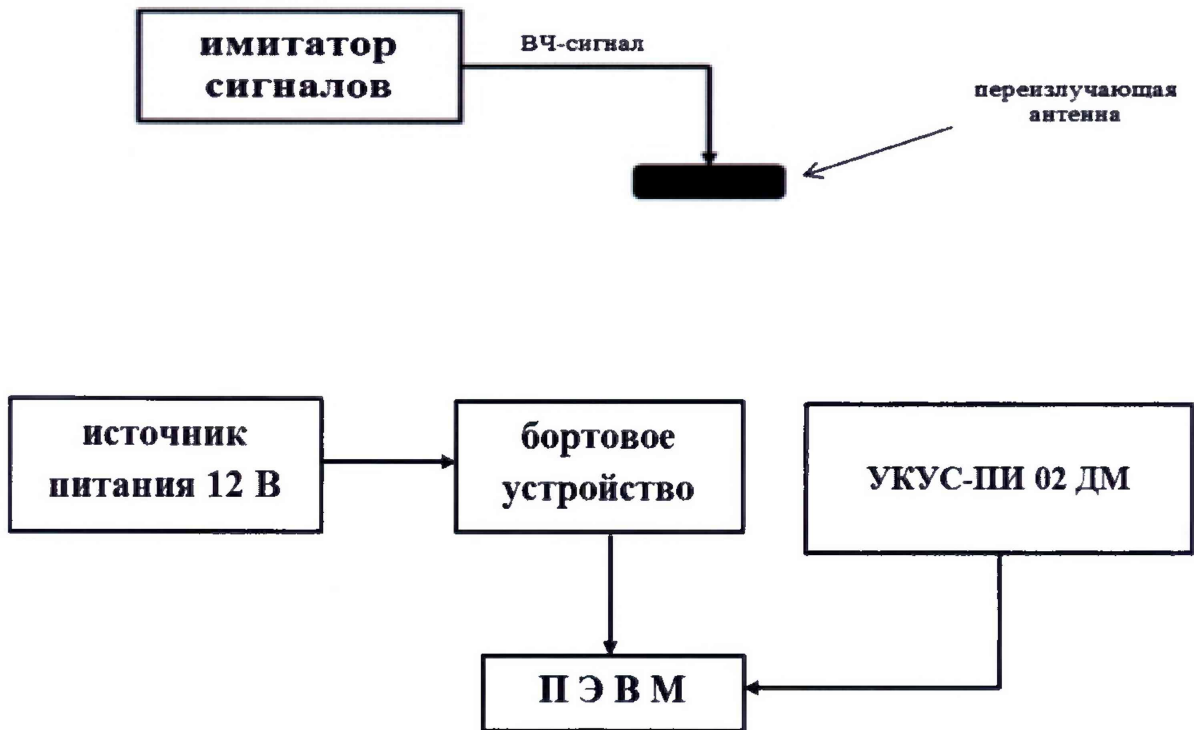 имитатор
сигналов
ВЧ-сигнал
переизлучающая
антенна
источник
питания 12 В
бортовое
устройство
УКУС-ПИ 02 ДМ
П Э В М